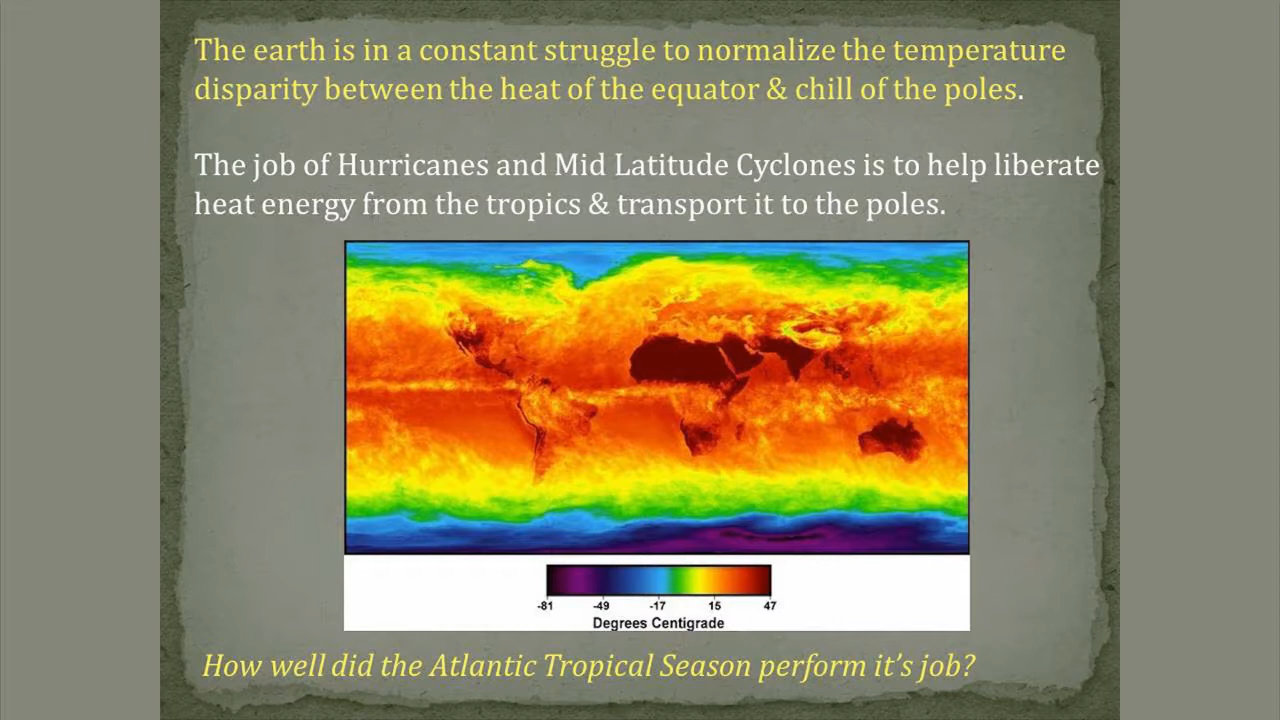 The earth is in a constant struggle to normalize the temperature
disparity between the heat of the equator & chill of the poles.
The job of Hurricanes and Mid Latitude Cyclones is to help liberate
heat energy from the tropics & transport it to the poles.
-81 -49 -17 15 47
Degrees Centigrade
How well did the Atlantic Tropical Season perform it's job?